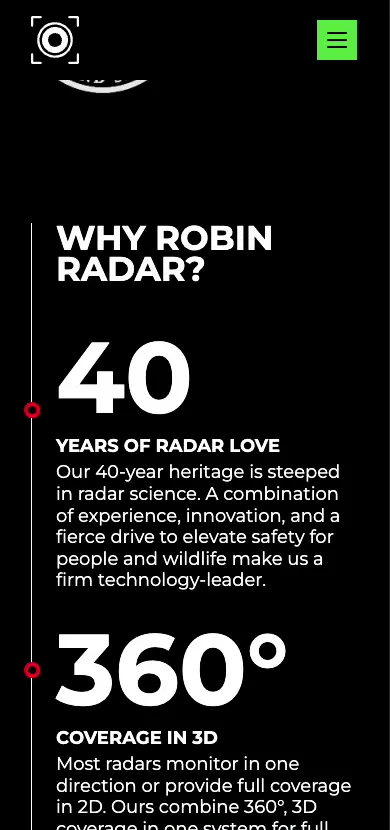 WHY ROBIN
RADAR?
40
YEARS OF RADAR LOVE
Our 40-year heritage is steeped
in radar science. A combination
of experience, innovation, and a
fierce drive to elevate safety for
people and wildlife make us a
firm technology-leader.
360°
COVERAGE IN 3D
Most radars monitor in one
direction or provide full coverage
in 2D. Ours combine 360°, 3D
coverage in one system for full